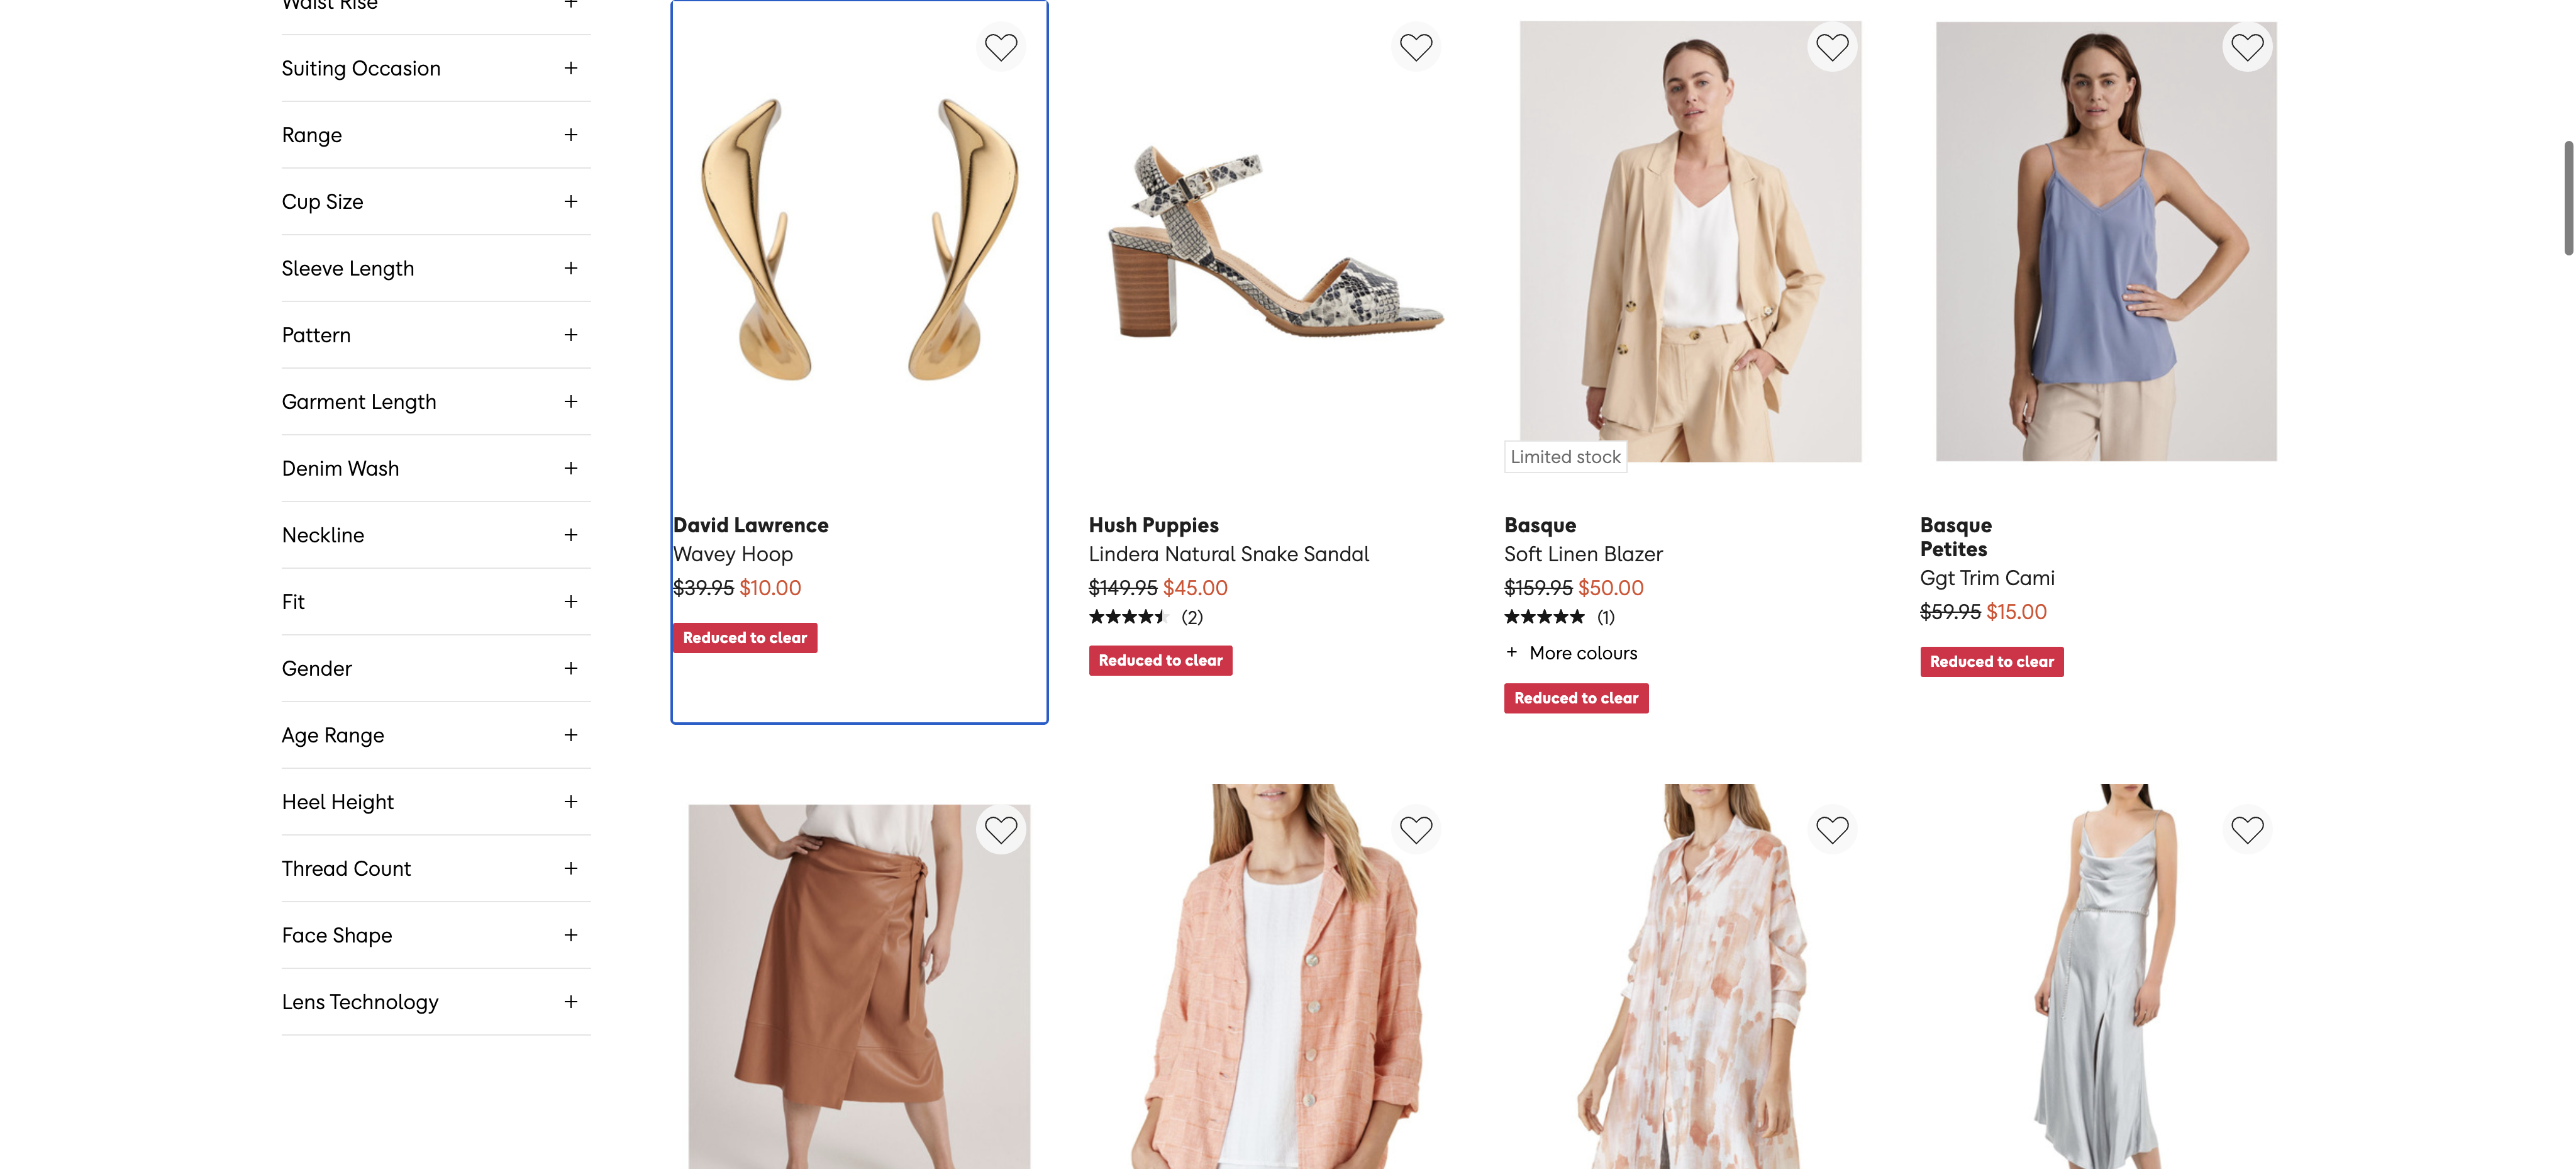 Waist Rise
Suiting Occasion
Range
Cup Size
Sleeve Length
Pattern
Garment Length
Denim Wash
Neckline
Fit
Gender
Age Range
Heel Height
Thread Count
Face Shape
Lens Technology
David Lawrence
Wavey Hoop
$39.95 $10.00
Reduced to clear
Hush Puppies
Lindera Natural Snake Sandal
$149.95 $45.00
(2)
Reduced to clear
Limited stock
Basque
Soft Linen Blazer
$159.95 $50.00
(1)
+ More colours
Reduced to clear
Basque
Petites
Ggt Trim Cami
$59.95 $15.00
Reduced to clear